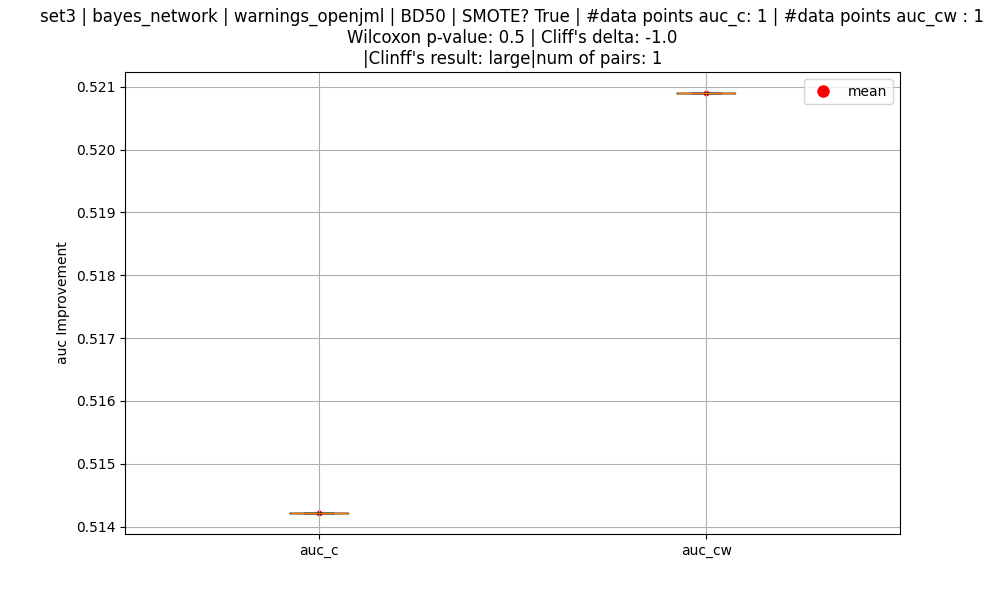 set3 | bayes_network | warnings_openjml | BD50 | SMOTE? True | #data points auc_c: 1 | #data points auc_cw : 1
Wilcoxon p-value: 0.5 | Cliff's delta: -1.0
|Clinff's result: large|num of pairs: 1
mean
0.521
0.520
0.519
0.518
0.517
0.516
0.515
0.514
auc Improvement
auc_c
auc_cw